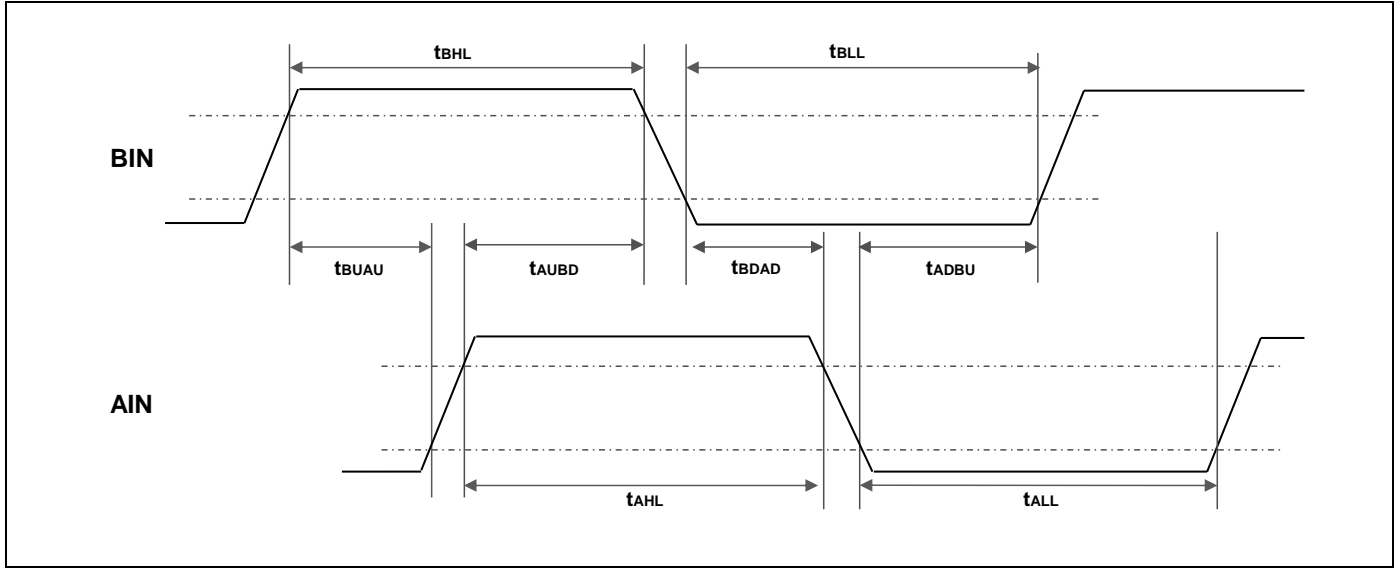 tBHL
tBLL
BIN
tBUAU
tAUBD
tBDAD
tADBU
AIN
tAHL
tALL